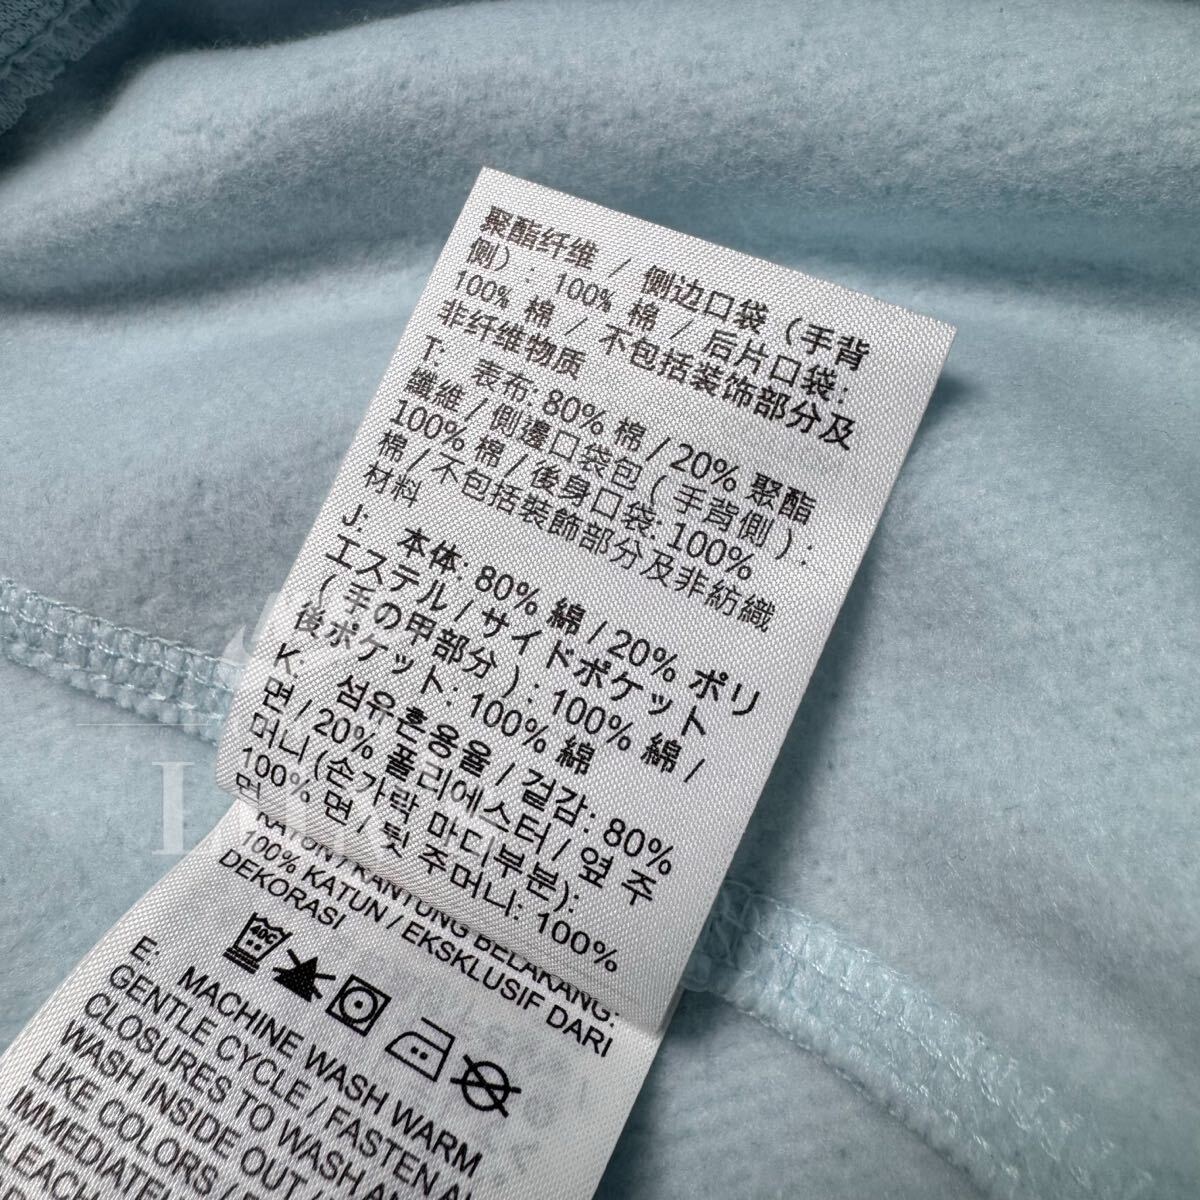 聚酯纤维 / 侧边口袋 (手背
侧) : 100% 棉 / 后片口袋:
100% 棉 / 不包括装饰部分及
非纤维物质
T: 表布: 80% 棉 / 20% 聚酯
纖維 / 側邊口袋包 ( 手背側 ) :
100% 棉 / 後身口袋: 100%
棉 / 不包括裝飾部分及非紡織
材料
J: 本体: 80% 綿 / 20% ポリ
エステル / サイドポケット
( 手の甲部分 ) : 100% 綿 /
後ポケット: 100% 綿
K: 섬유혼용율 / 겉감: 80%
면 / 20% 폴리에스터 / 옆 주
머니 (손가락 마디부분):
100% 면 / 뒷 주머니: 100%
면
KATUN / KANTUNG BELAKANG:
100% KATUN / EKSKLUSIF DARI
DEKORASI
40C
E: MACHINE WASH WARM
GENTLE CYCLE / FASTEN
CLOSURES TO WASH
WASH INSIDE OUT
LIKE COLORS /